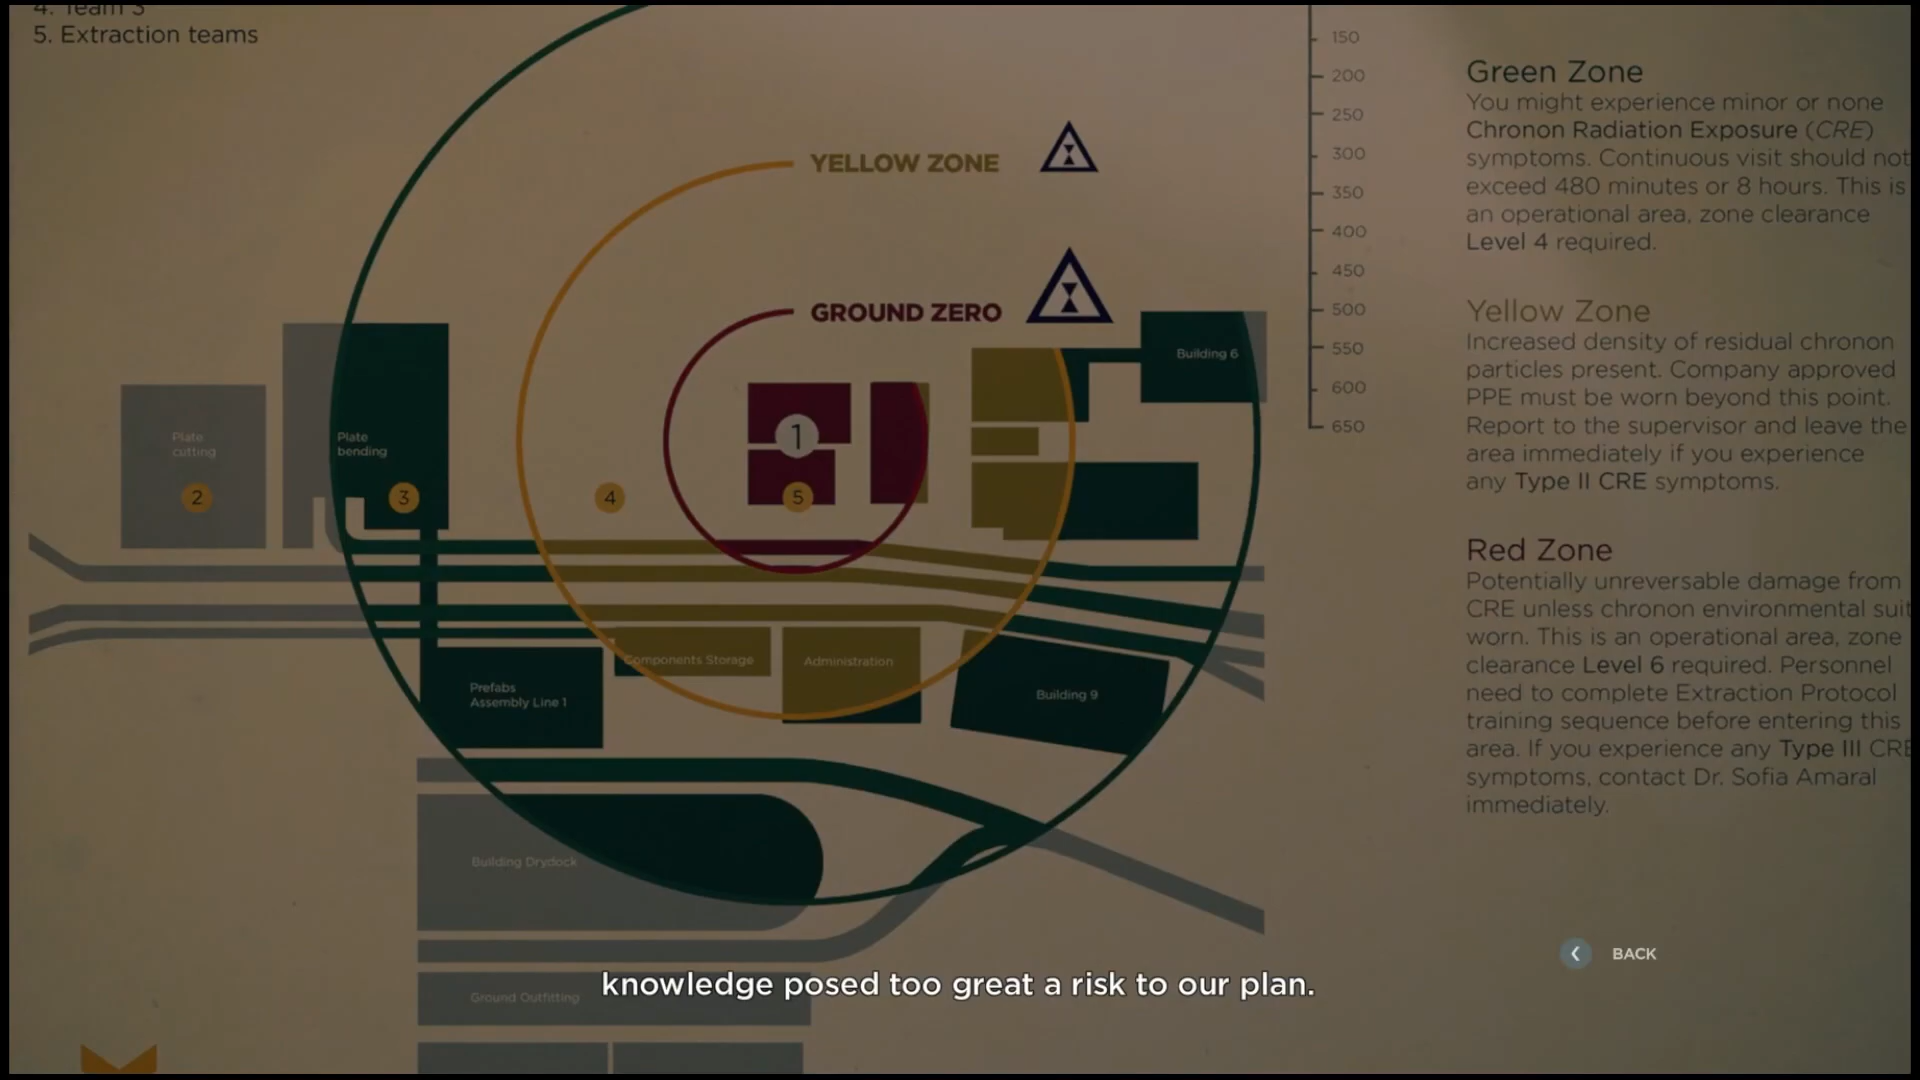 4. Team 3
5. Extraction teams
150
200
250
300
350
400
450
500
550
600
650
YELLOW ZONE
GROUND ZERO
Building 6
Plate
cutting
Plate
bending
1
2
3
4
5
Components Storage
Administration
Prefabs
Assembly Line 1
Building 9
Building Drydock
Ground Outfitting
Green Zone
You might experience minor or none
Chronon Radiation Exposure (CRE)
symptoms. Continuous visit should not
exceed 480 minutes or 8 hours. This is
an operational area, zone clearance
Level 4 required.
Yellow Zone
Increased density of residual chronon
particles present. Company approved
PPE must be worn beyond this point.
Report to the supervisor and leave the
area immediately if you experience
any Type II CRE symptoms.
Red Zone
Potentially unreversable damage from
CRE unless chronon environmental suit
worn. This is an operational area, zone
clearance Level 6 required. Personnel
need to complete Extraction Protocol
training sequence before entering this
area. If you experience any Type III CRE
symptoms, contact Dr. Sofia Amaral
immediately.
BACK
knowledge posed too great a risk to our plan.